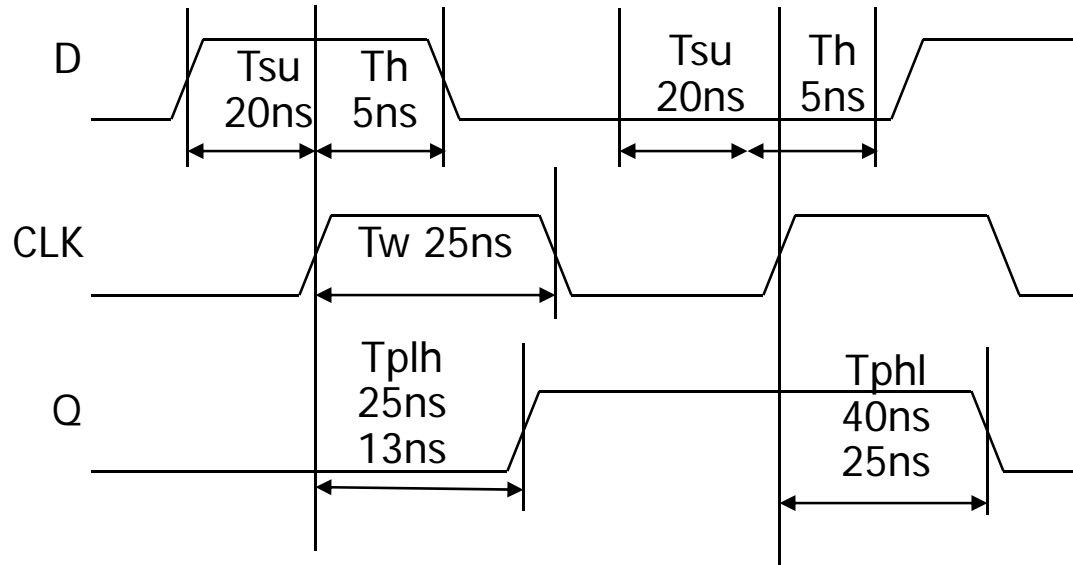 D
Tsu
20ns
Th
5ns
Tsu
20ns
Th
5ns
CLK
Tw 25ns
Q
Tplh
25ns
13ns
Tphl
40ns
25ns